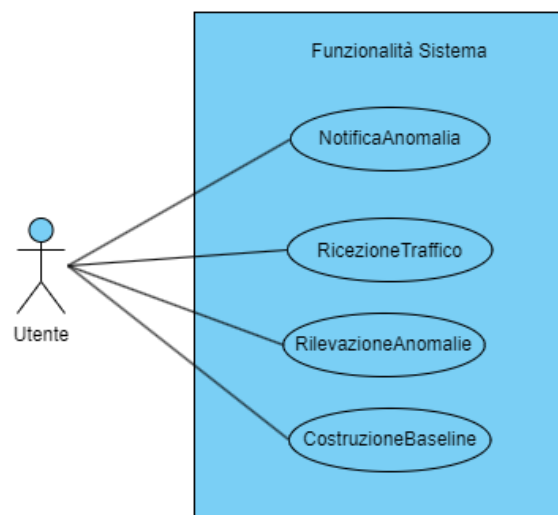 Funzionalità Sistema
NotificaAnomalia
RicezioneTraffico
Utente
RilevazioneAnomalie
CostruzioneBaseline